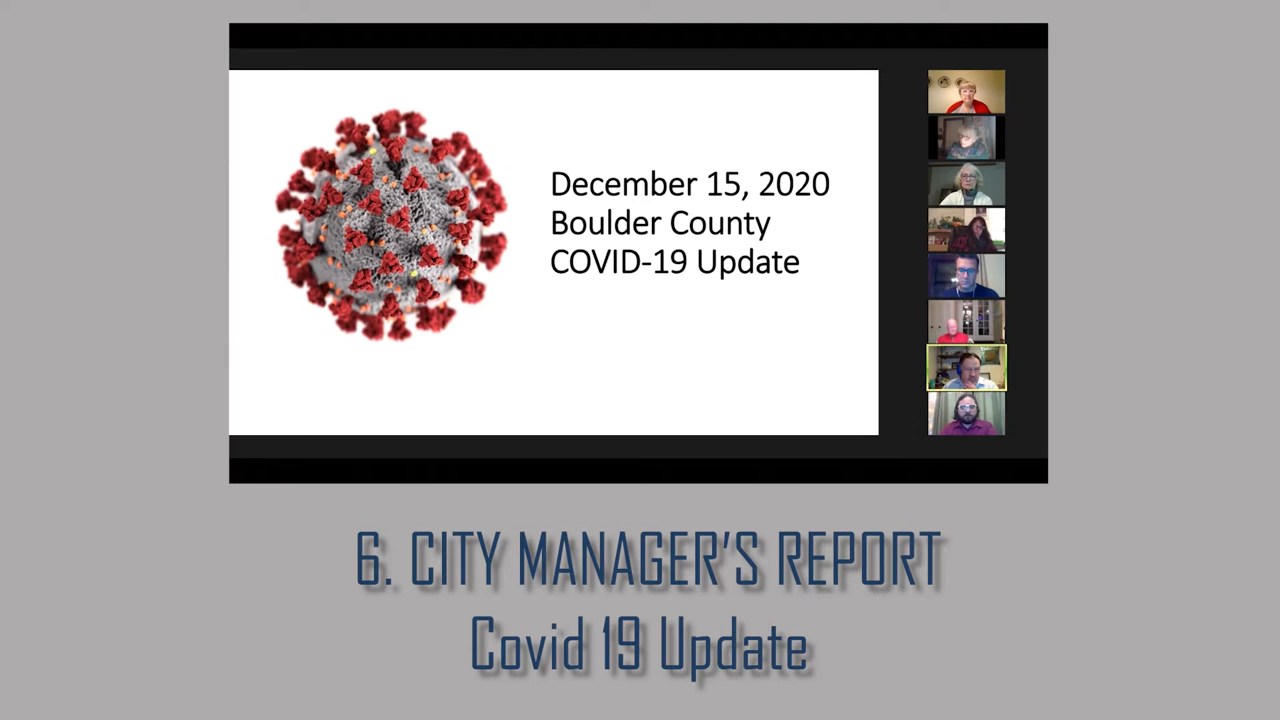 December 15, 2020
Boulder County
COVID-19 Update
6. CITY MANAGER'S REPORT
Covid 19 Update